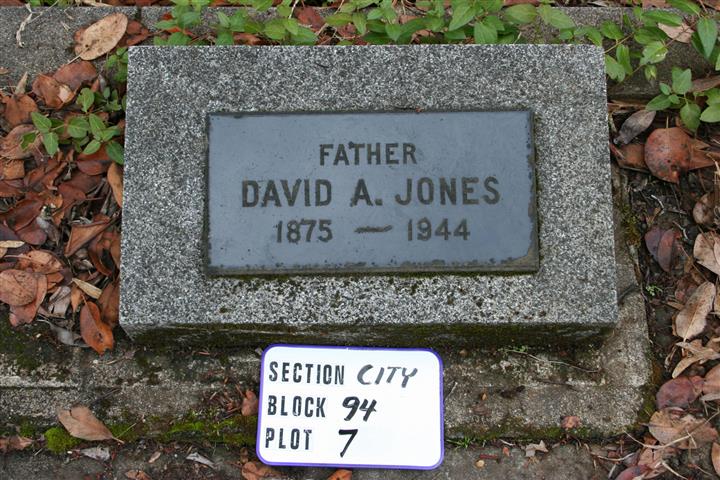 FATHER
DAVID A. JONES
1875 — 1944
SECTION CITY
BLOCK 94
PLOT 7